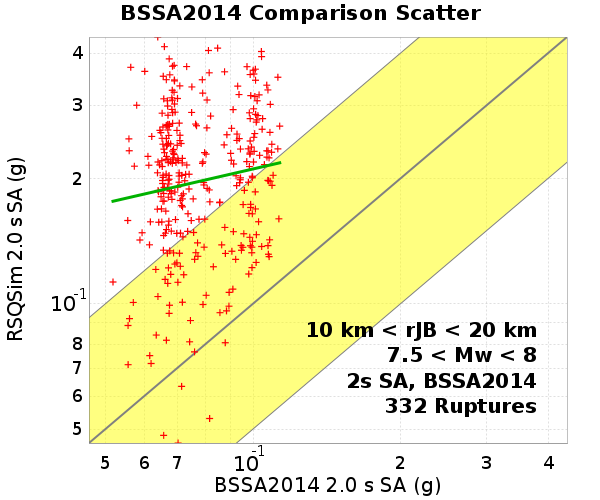 BSSA2014 Comparison Scatter
RSQSim 2.0 s SA (g)
4
3
2
10-1
8
7
6
5
10 km < rJB < 20 km
7.5 < Mw < 8
2s SA, BSSA2014
332 Ruptures
5 6 7 10-1 2 3 4
BSSA2014 2.0 s SA (g)